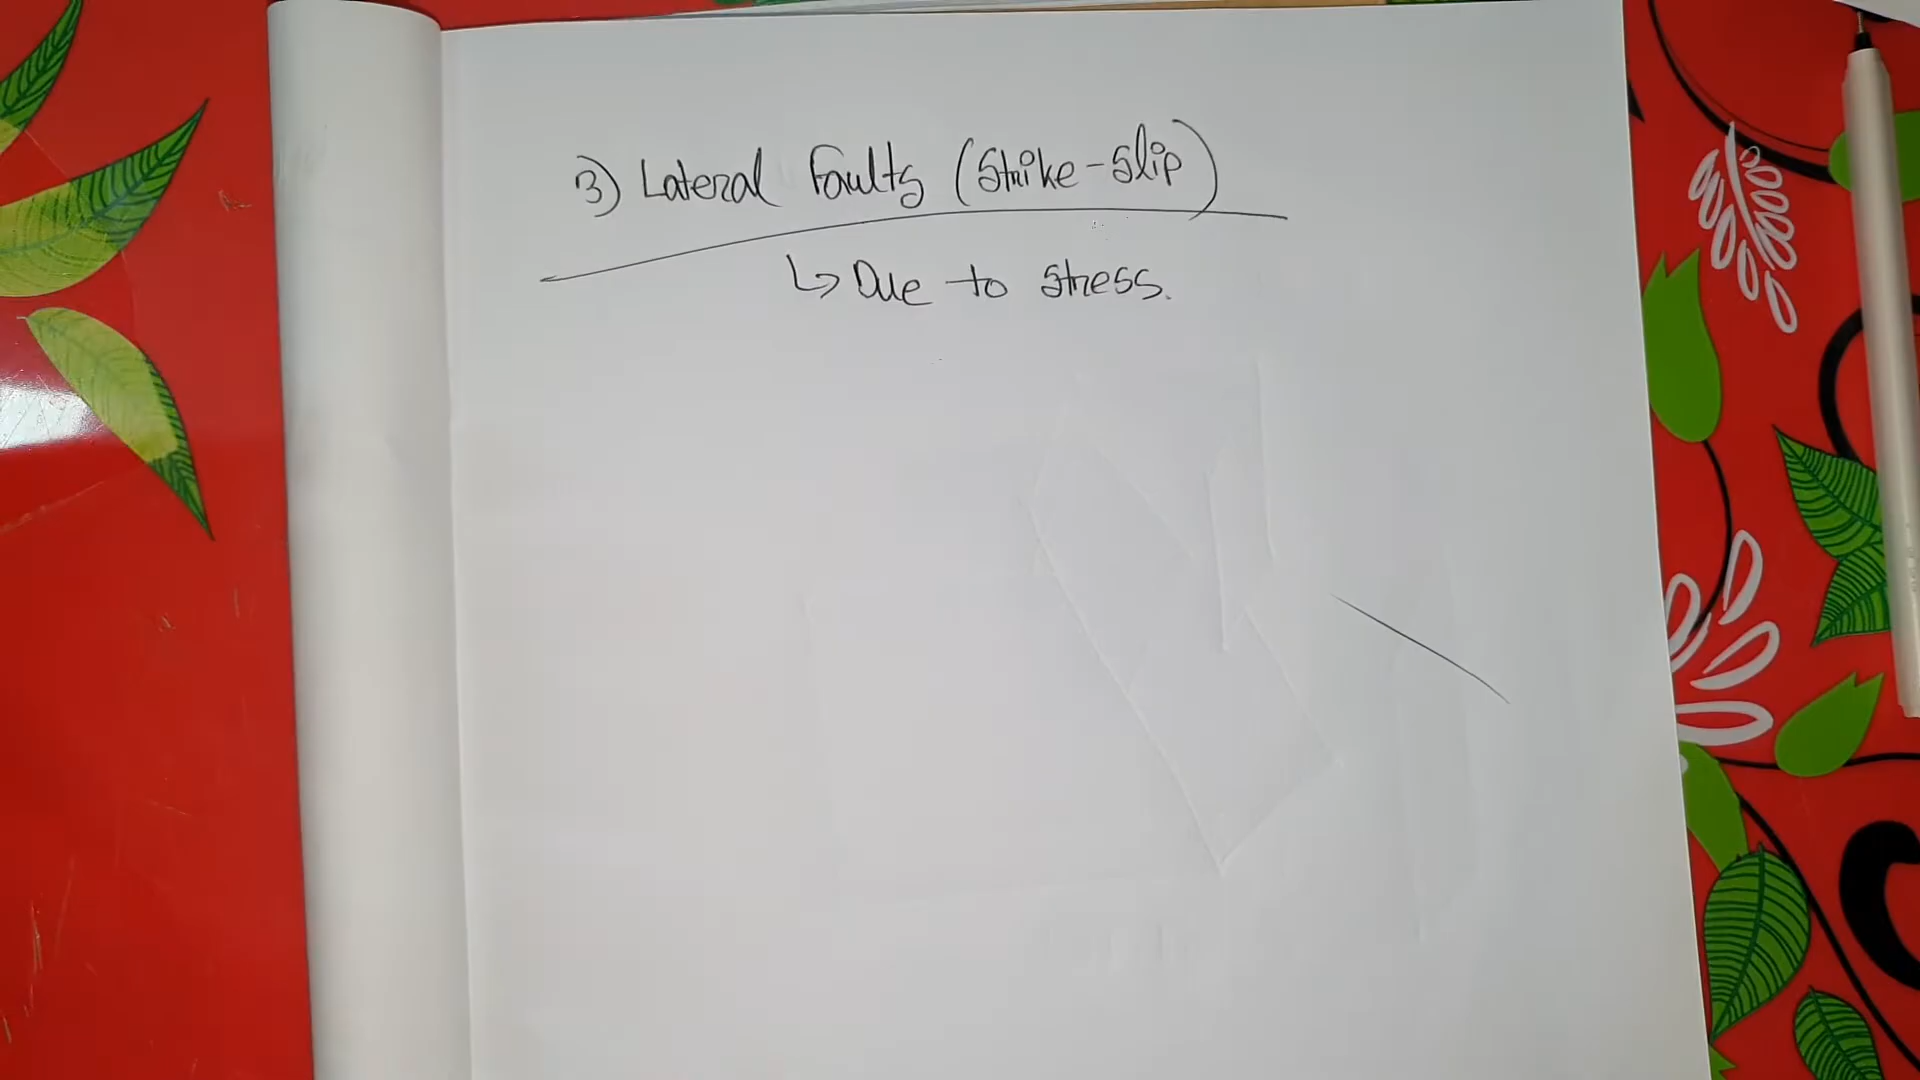 3) Lateral Faults (Strike-Slip)
↳ Due to stress.